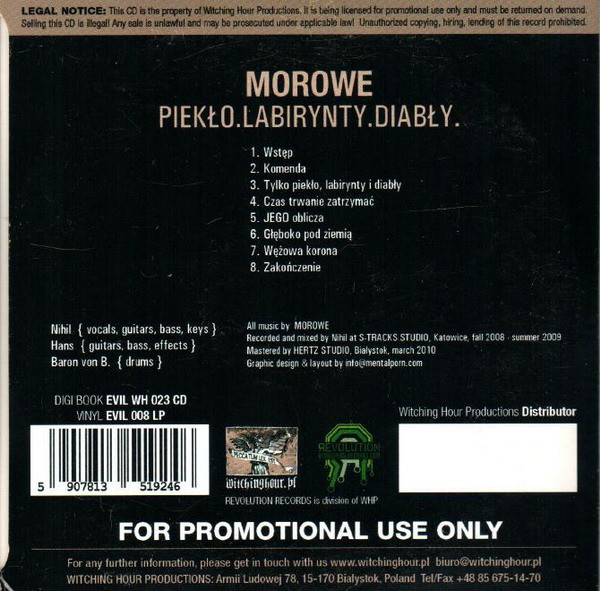 LEGAL NOTICE: This CD is the property of Witching Hour Productions. It is being licensed for promotional use only and must be returned on demand.
Selling this CD is illegal! Any sale is unlawful and may be prosecuted under applicable law! Unauthorized copying, hiring, lending of this record prohibited.
MOROWE
PIEKŁO.LABIRYNTY.DIABŁY.
1. Wstęp
2. Komenda
3. Tylko piekło, labirynty i diabły
4. Czas trwanie zatrzymać
5. JEGO oblicza
6. Głęboko pod ziemią
7. Wężowa korona
8. Zakończenie
Nihil { vocals, guitars, bass, keys }
Hans { guitars, bass, effects }
Baron von B. { drums }
All music by MOROWE
Recorded and mixed by Nihil at S-TRACKS STUDIO, Katowice, fall 2008 - summer 2009
Mastered by HERTZ STUDIO, Białystok, march 2010
Graphic design & layout by info@mentalporn.com
DIGI BOOK EVIL WH 023 CD
VINYL EVIL 008 LP
5 907813 519246
witchinghour.pl
REVOLUTION
REVOLUTION RECORDS is division of WHP
Witching Hour Productions Distributor
FOR PROMOTIONAL USE ONLY
For any further information, please get in touch with us www.witchinghour.pl biuro@witchinghour.pl
WITCHING HOUR PRODUCTIONS: Armii Ludowej 78, 15-170 Białystok, Poland Tel/Fax +48 85 675-14-70